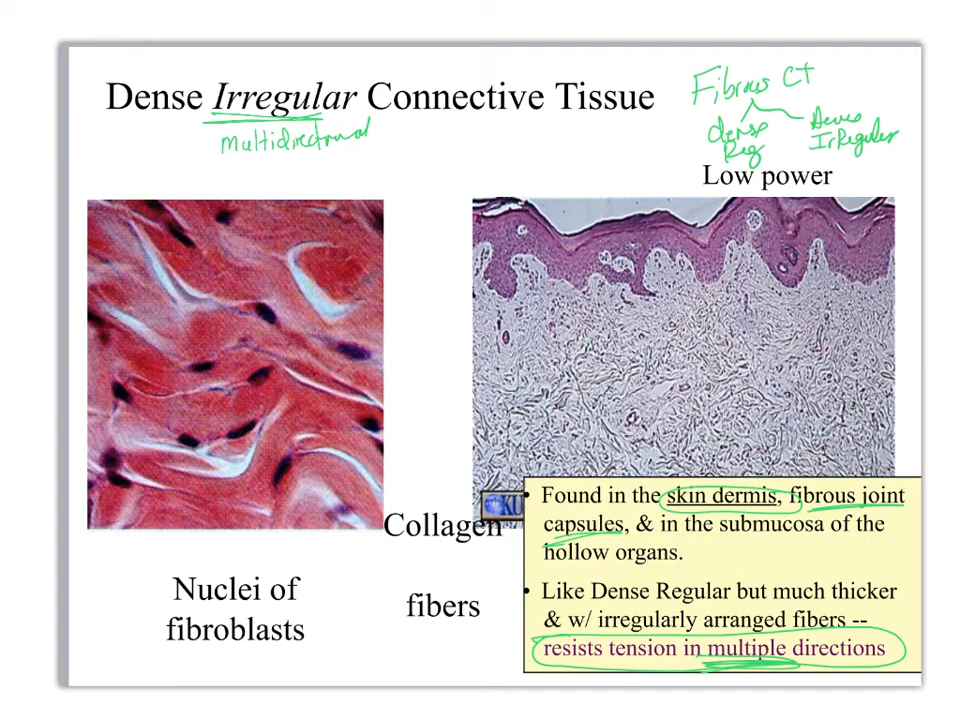 Dense Irregular Connective Tissue
multidirectional
Fibrous CT
dense
Reg
Dense
IrRegular
Low power
KU
Collagen
fibers
Nuclei of
fibroblasts
• Found in the skin dermis, fibrous joint
capsules, & in the submucosa of the
hollow organs.
• Like Dense Regular but much thicker
& w/ irregularly arranged fibers --
resists tension in multiple directions